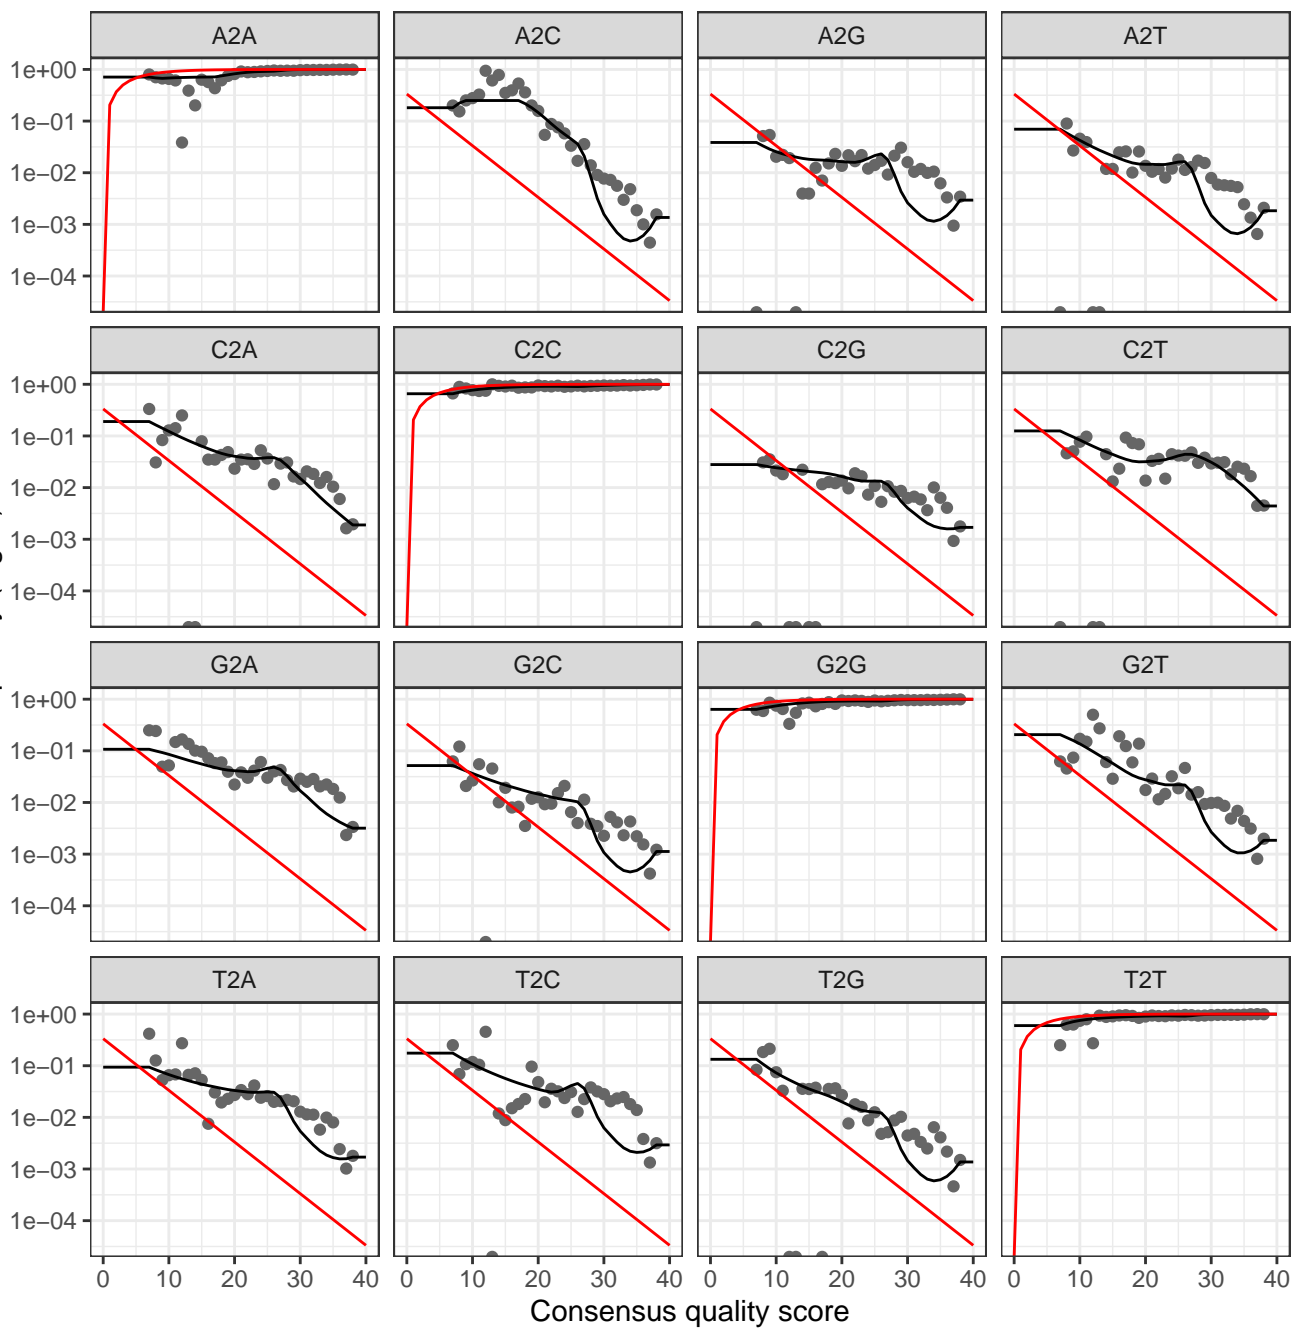 A2A A2C A2G A2T
1e+00
1e−01
1e−02
1e−03
1e−04
C2A C2C C2G C2T
1e+00
1e−01
1e−02
1e−03
1e−04
G2A G2C G2G G2T
1e+00
1e−01
1e−02
1e−03
1e−04
T2A T2C T2G T2T
1e+00
1e−01
1e−02
1e−03
1e−04
0 10 20 30 40 0 10 20 30 40 0 10 20 30 40 0 10 20 30 40
Consensus quality score